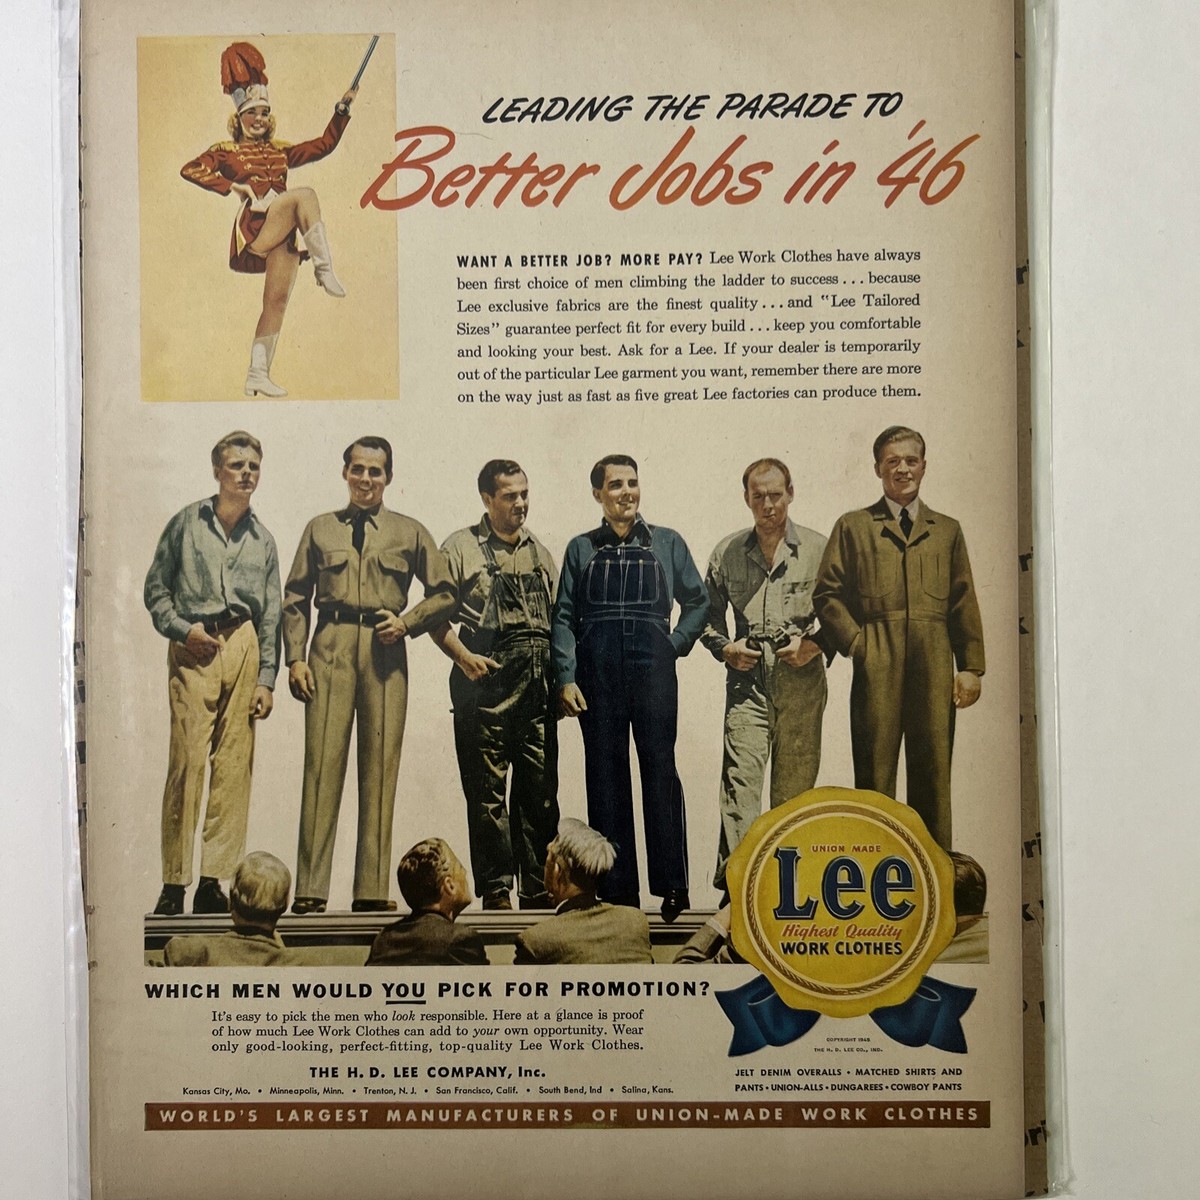 LEADING THE PARADE TO
Better Jobs in '46
WANT A BETTER JOB? MORE PAY? Lee Work Clothes have always
been first choice of men climbing the ladder to success . . . because
Lee exclusive fabrics are the finest quality . . . and "Lee Tailored
Sizes" guarantee perfect fit for every build . . . keep you comfortable
and looking your best. Ask for a Lee. If your dealer is temporarily
out of the particular Lee garment you want, remember there are more
on the way just as fast as five great Lee factories can produce them.
UNION MADE
Lee
Highest Quality
WORK CLOTHES
WHICH MEN WOULD YOU PICK FOR PROMOTION?
It's easy to pick the men who look responsible. Here at a glance is proof
of how much Lee Work Clothes can add to your own opportunity. Wear
only good-looking, perfect-fitting, top-quality Lee Work Clothes.
THE H. D. LEE COMPANY, Inc.
Kansas City, Mo. • Minneapolis, Minn. • Trenton, N. J. • San Francisco, Calif. • South Bend, Ind • Salina, Kans.
COPYRIGHT 1946
THE H. D. LEE CO., INC.
JELT DENIM OVERALLS • MATCHED SHIRTS AND
PANTS • UNION-ALLS • DUNGAREES • COWBOY PANTS
WORLD'S LARGEST MANUFACTURERS OF UNION-MADE WORK CLOTHES